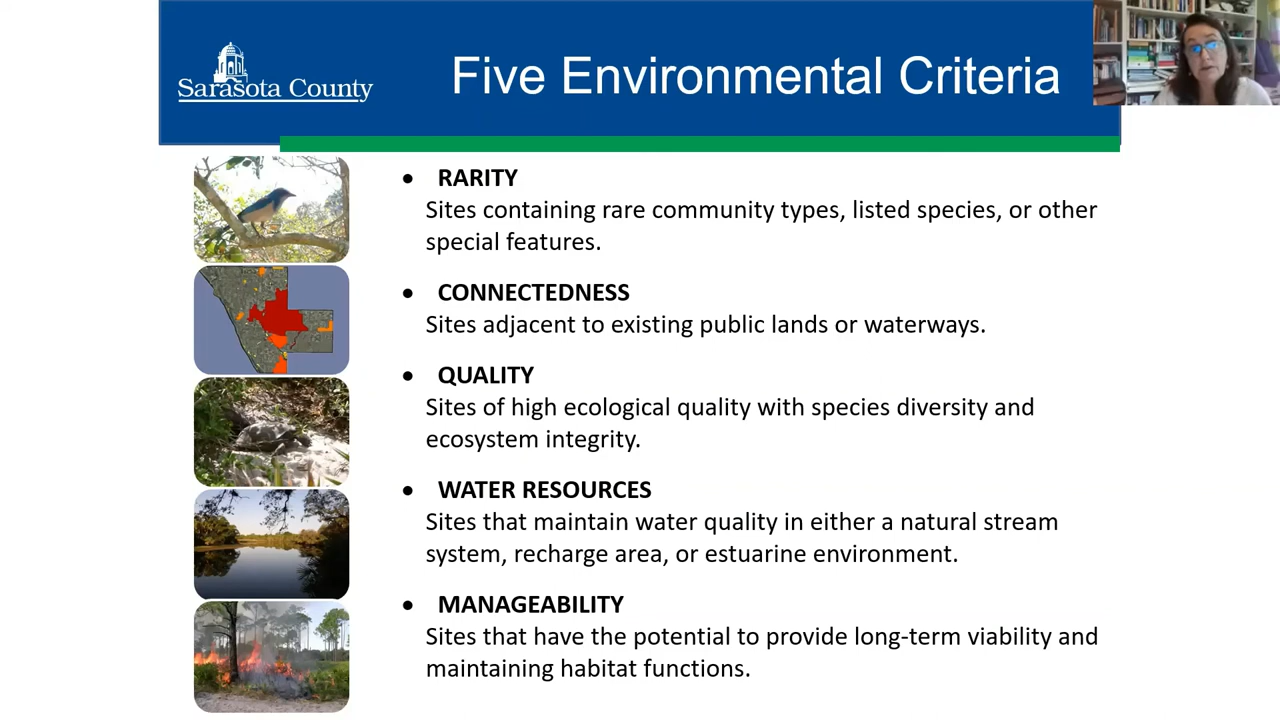 Sarasota County
Five Environmental Criteria
• RARITY
Sites containing rare community types, listed species, or other
special features.
• CONNECTEDNESS
Sites adjacent to existing public lands or waterways.
• QUALITY
Sites of high ecological quality with species diversity and
ecosystem integrity.
• WATER RESOURCES
Sites that maintain water quality in either a natural stream
system, recharge area, or estuarine environment.
• MANAGEABILITY
Sites that have the potential to provide long-term viability and
maintaining habitat functions.